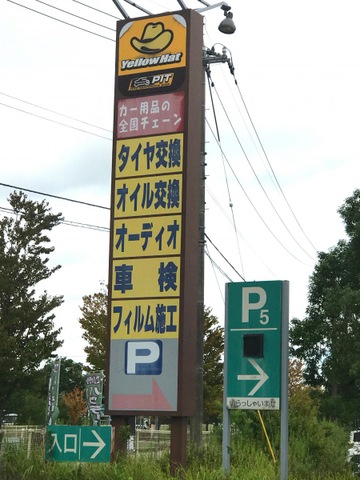 Yellow Hat
PIT
カー用品の
全国チェーン
タイヤ交換
オイル交換
オーディオ
車検
フィルム施工
P
P5
いらっしゃいませ
入口